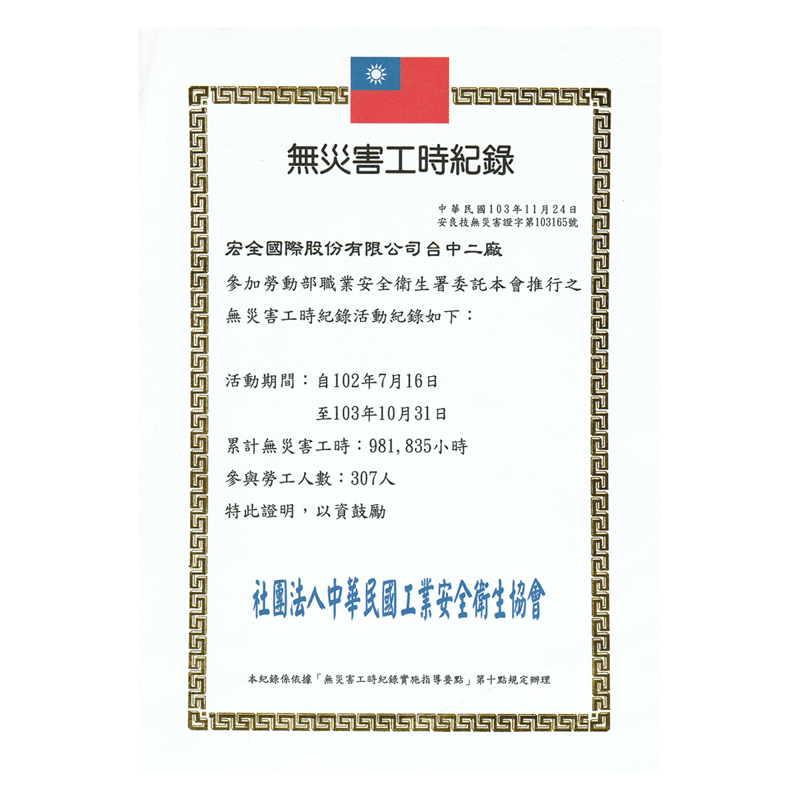 無災害工時紀錄
中華民國103年11月24日
安良技無災害證字第103165號
宏全國際股份有限公司台中二廠
參加勞動部職業安全衛生署委託本會推行之
無災害工時紀錄活動紀錄如下：
活動期間：自102年7月16日
至103年10月31日
累計無災害工時：981,835小時
參與勞工人數：307人
特此證明，以資鼓勵
社團法人中華民國工業安全衛生協會
本紀錄係依據「無災害工時紀錄實施指導要點」第十點規定辦理